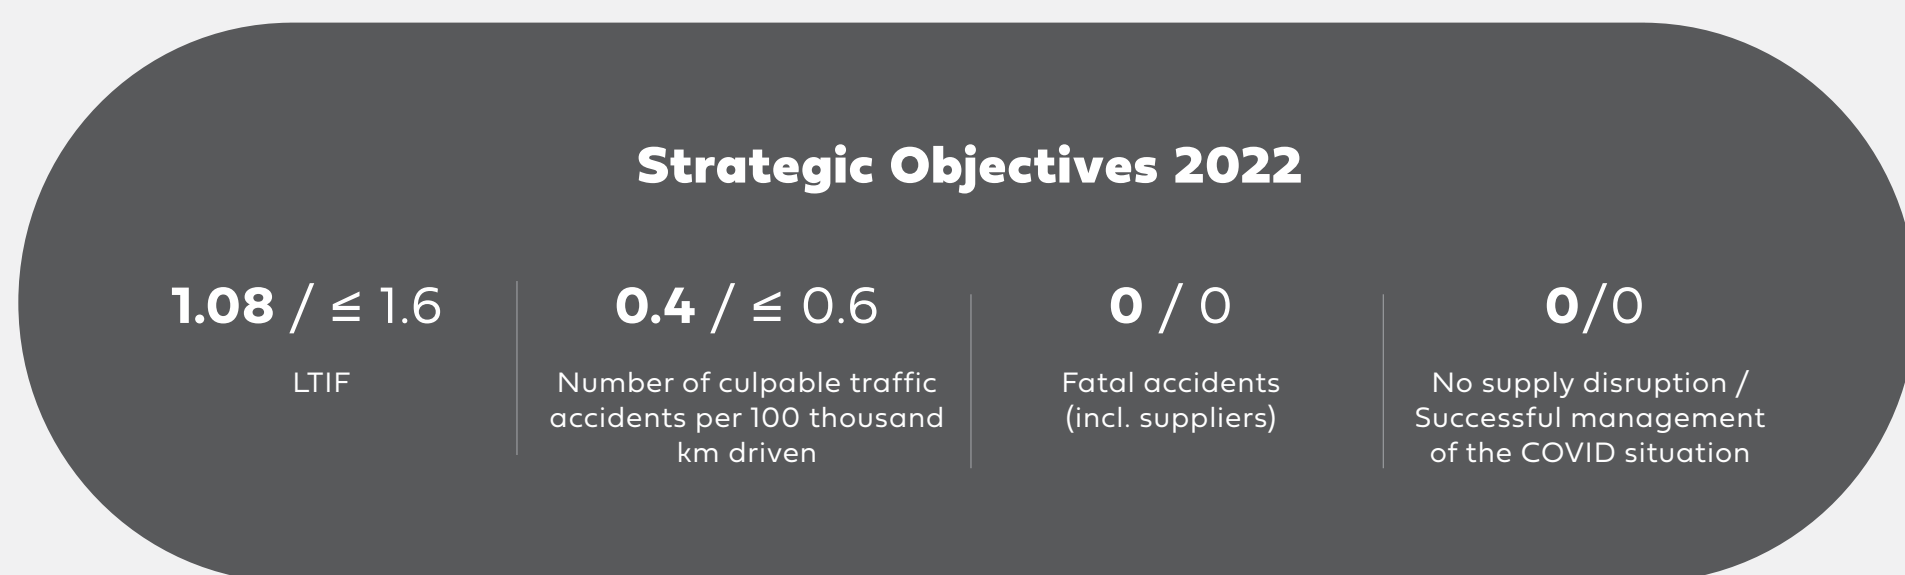 Strategic Objectives 2022
1.08 / ≤ 1.6
LTIF
0.4 / ≤ 0.6
Number of culpable traffic
accidents per 100 thousand
km driven
0 / 0
Fatal accidents
(incl. suppliers)
0/0
No supply disruption /
Successful management
of the COVID situation